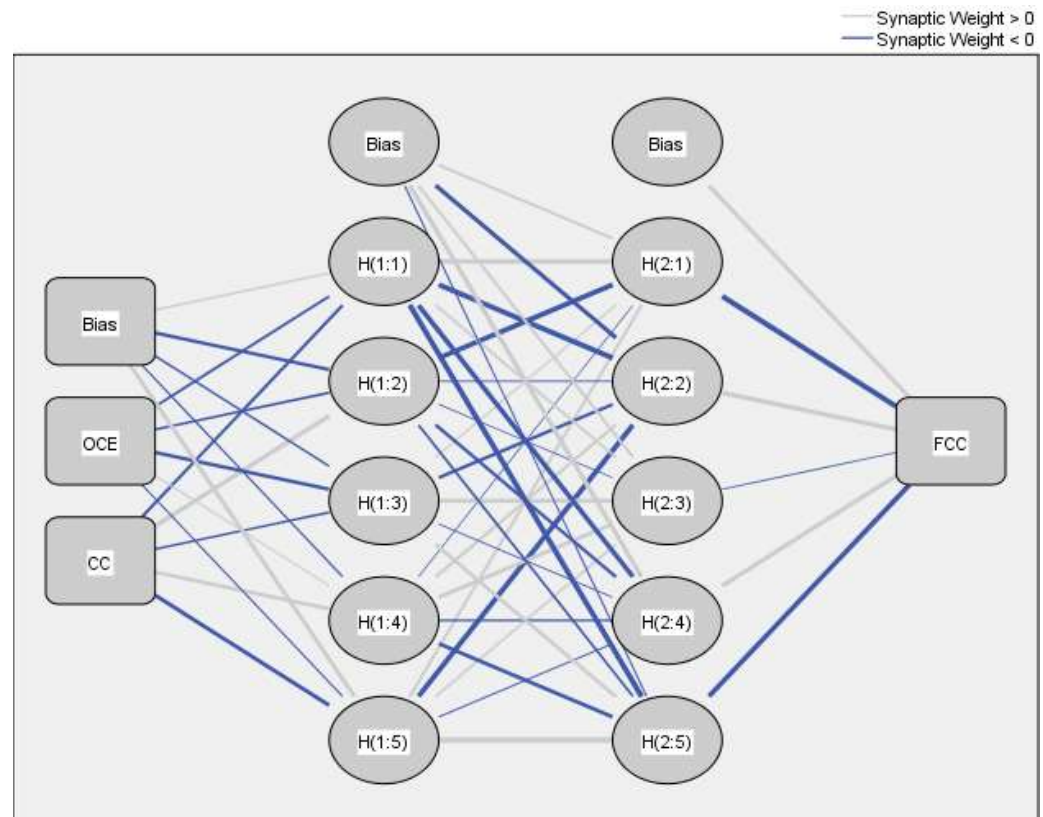 Synaptic Weight > 0
Synaptic Weight < 0
Bias
Bias
H(1:1)
H(2:1)
Bias
H(1:2)
H(2:2)
OCE
FCC
H(1:3)
H(2:3)
CC
H(1:4)
H(2:4)
H(1:5)
H(2:5)